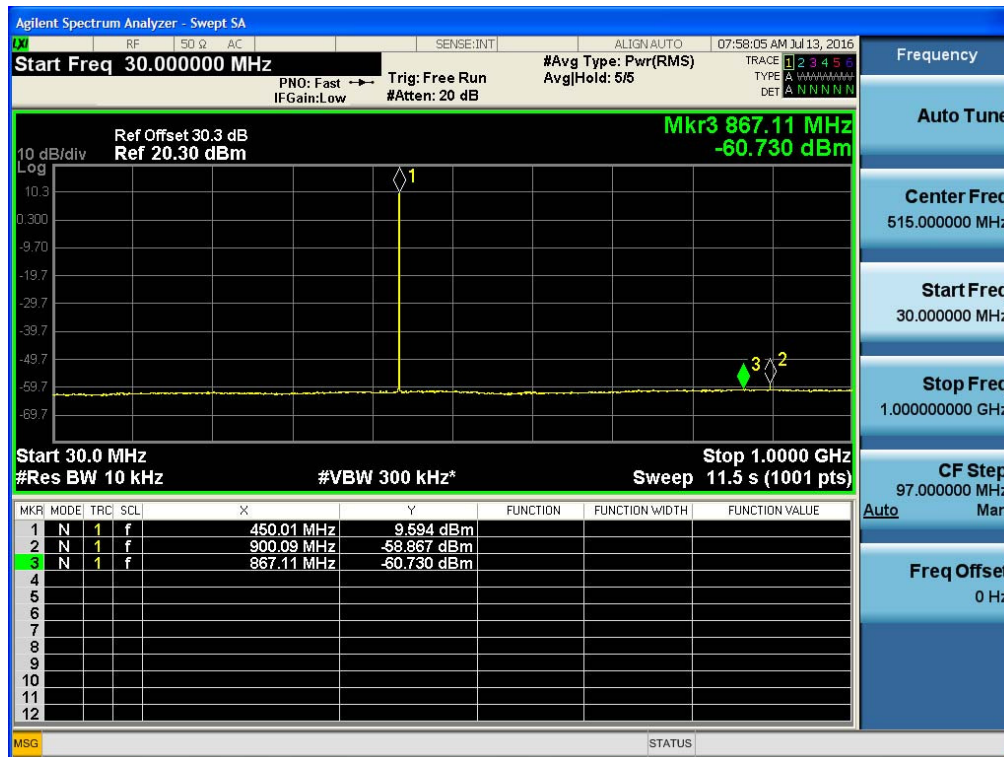 Agilent Spectrum Analyzer - Swept SA
LXI RF 50 Ω AC SENSE:INT ALIGN AUTO 07:58:05 AM Jul 13, 2016
Start Freq 30.000000 MHz
PNO: Fast
IFGain:Low
Trig: Free Run
#Atten: 20 dB
#Avg Type: Pwr(RMS)
Avg|Hold: 5/5
TRACE 1 2 3 4 5 6
TYPE A
DET A N N N N N
Ref Offset 30.3 dB
10 dB/div Ref 20.30 dBm
Log
Mkr3 867.11 MHz
-60.730 dBm
10.3
0.300
-9.70
-19.7
-29.7
-39.7
-49.7
-59.7
-69.7
1
3
2
Start 30.0 MHz Stop 1.0000 GHz
#Res BW 10 kHz #VBW 300 kHz* Sweep 11.5 s (1001 pts)
MKR MODE TRC SCL X Y FUNCTION FUNCTION WIDTH FUNCTION VALUE
1 N 1 f 450.01 MHz 9.594 dBm
2 N 1 f 900.09 MHz -58.867 dBm
3 N 1 f 867.11 MHz -60.730 dBm
4
5
6
7
8
9
10
11
12
MSG STATUS
Frequency
Auto Tune
Center Freq
515.000000 MHz
Start Freq
30.000000 MHz
Stop Freq
1.000000000 GHz
CF Step
97.000000 MHz
Auto Man
Freq Offset
0 Hz